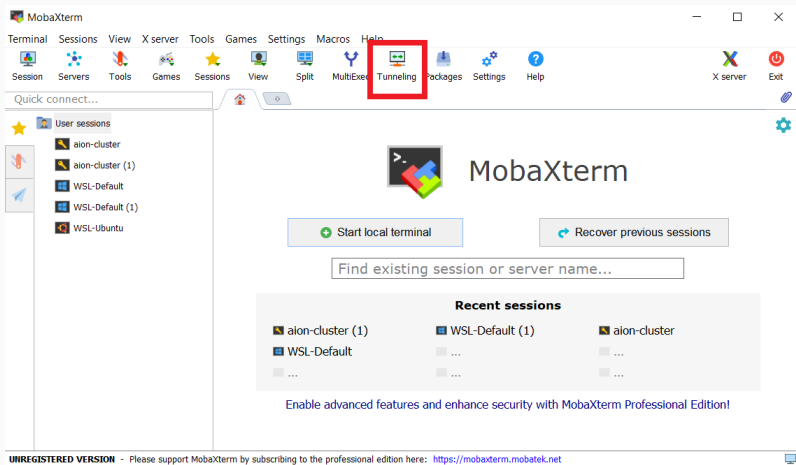 MobaXterm
Terminal Sessions View X server Tools Games Settings Macros Help
Session Servers Tools Games Sessions View Split MultiExec Tunneling Packages Settings Help X server Exit
Quick connect...
User sessions
aion-cluster
aion-cluster (1)
WSL-Default
WSL-Default (1)
WSL-Ubuntu
MobaXterm
Start local terminal Recover previous sessions
Find existing session or server name...
Recent sessions
aion-cluster (1) WSL-Default (1) aion-cluster
WSL-Default ... ...
... ... ...
Enable advanced features and enhance security with MobaXterm Professional Edition!
UNREGISTERED VERSION - Please support MobaXterm by subscribing to the professional edition here: https://mobaxterm.mobatek.net